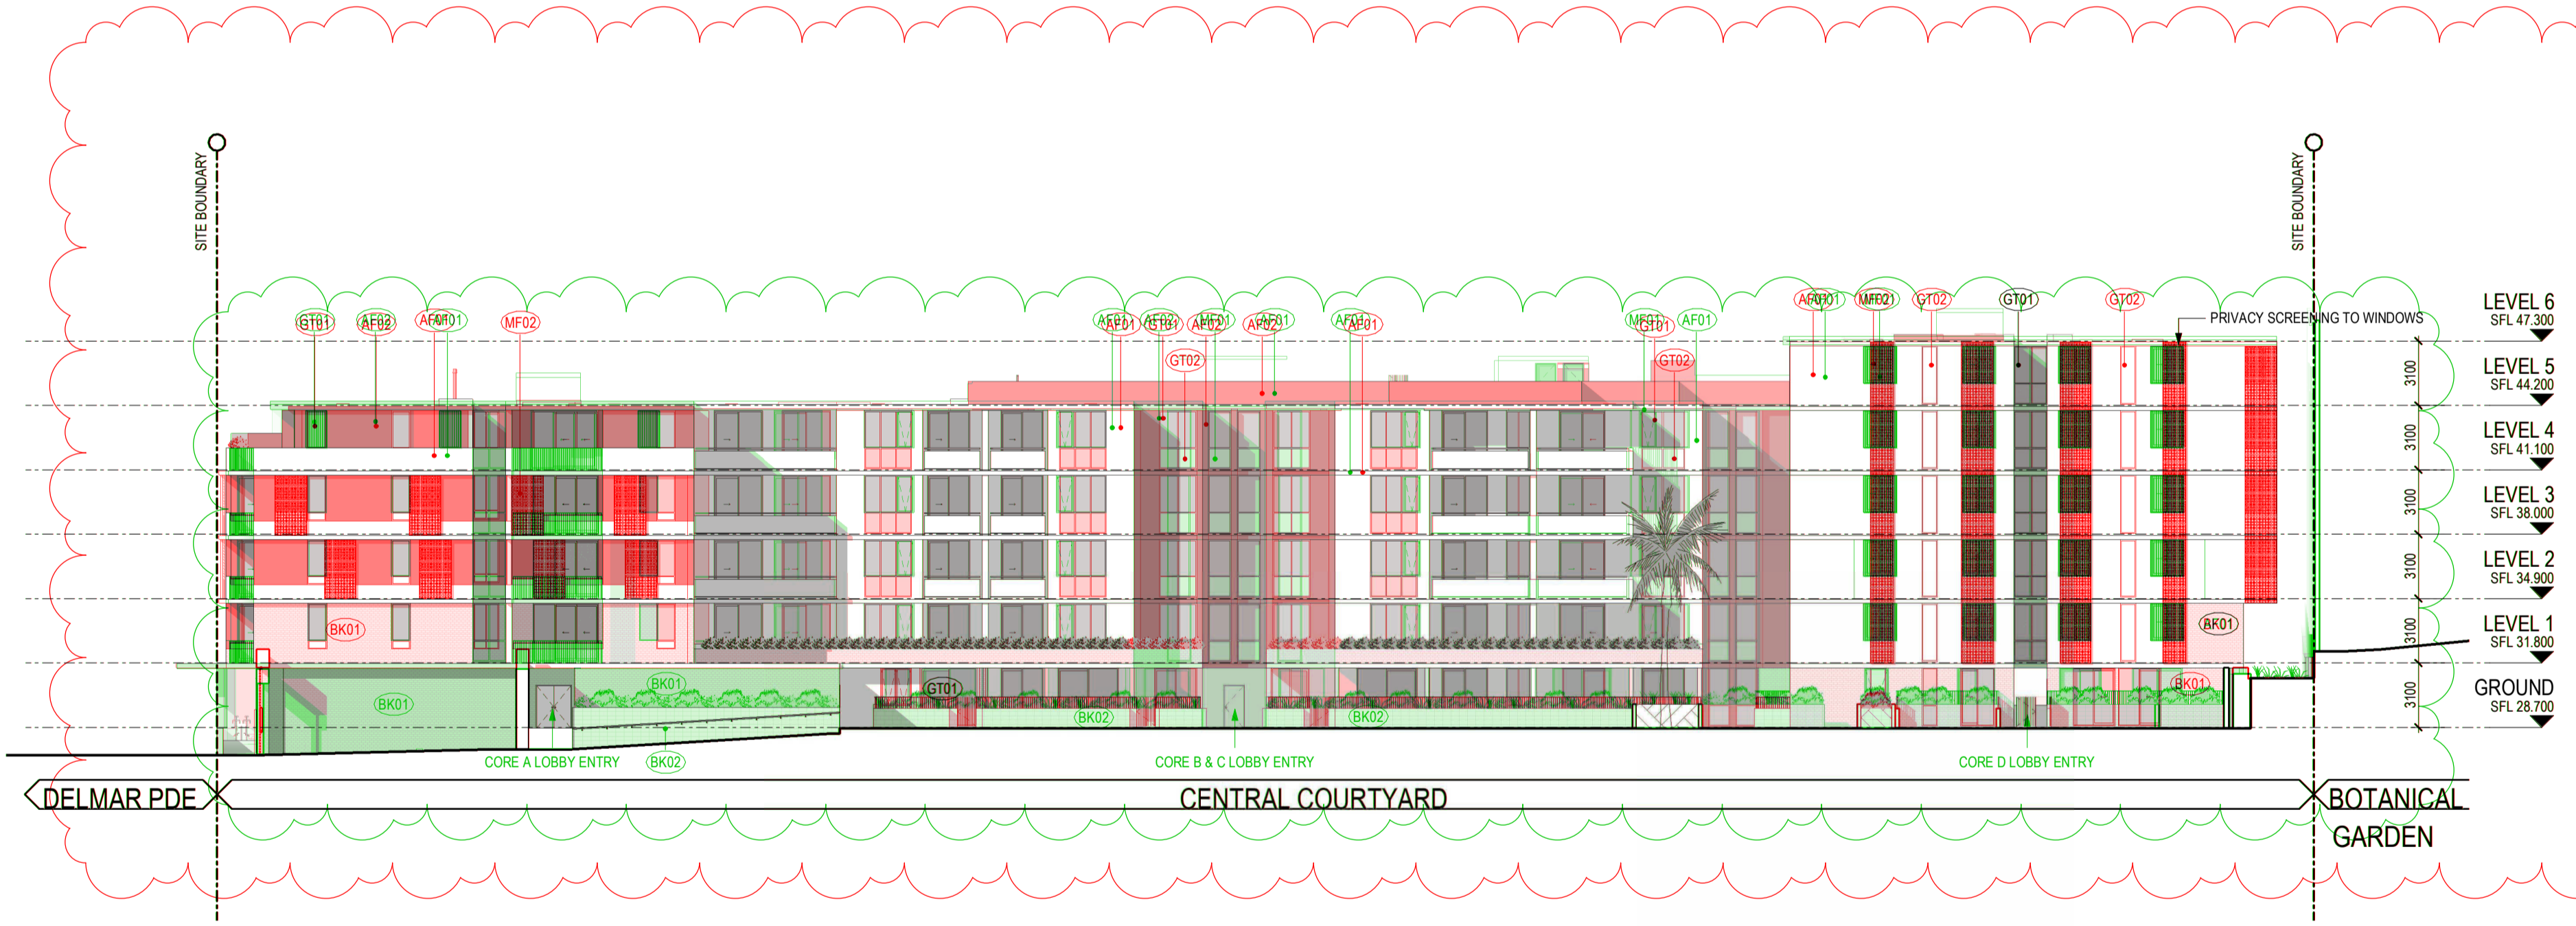 SITE BOUNDARY
SITE BOUNDARY
GT01
AF02
AF01
MF02
AF01
GT01
AF02
MF01
AF02
AF01
AF01
GT01
AF01
AF01
MF02
GT02
GT01
GT02
GT02
GT02
PRIVACY SCREENING TO WINDOWS
LEVEL 6
SFL 47.300
3100
LEVEL 5
SFL 44.200
3100
LEVEL 4
SFL 41.100
3100
LEVEL 3
SFL 38.000
3100
LEVEL 2
SFL 34.900
3100
LEVEL 1
SFL 31.800
3100
GROUND
SFL 28.700
BK01
BK01
BK01
GT01
BK02
BK02
BK01
BK02
CORE A LOBBY ENTRY
CORE B & C LOBBY ENTRY
CORE D LOBBY ENTRY
DELMAR PDE
CENTRAL COURTYARD
BOTANICAL
GARDEN